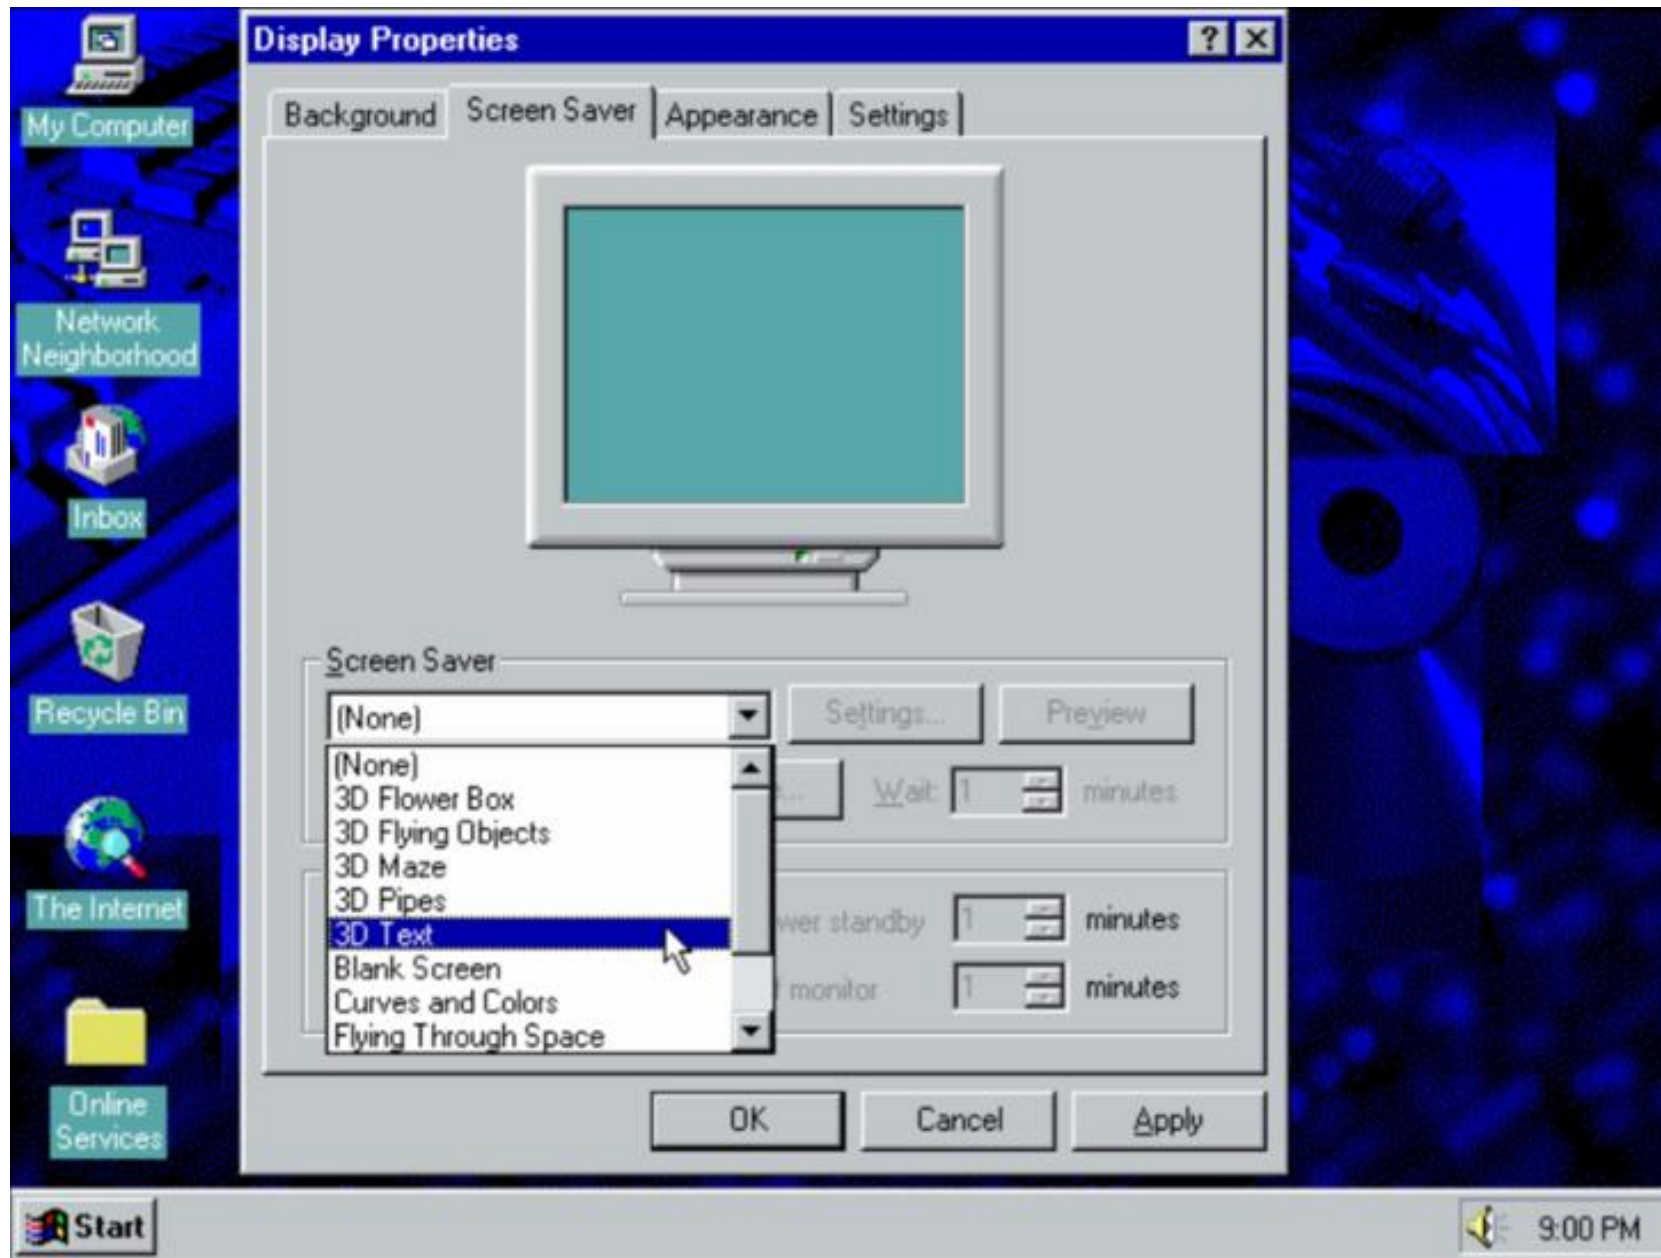 My Computer
Network
Neighborhood
Inbox
Recycle Bin
The Internet
Online
Services
Display Properties
Background
Screen Saver
Appearance
Settings
Screen Saver
(None)
Settings...
Preview
(None)
3D Flower Box
3D Flying Objects
3D Maze
3D Pipes
3D Text
Blank Screen
Curves and Colors
Flying Through Space
Wait: 1 minutes
standby 1 minutes
monitor 1 minutes
OK
Cancel
Apply
Start
9:00 PM